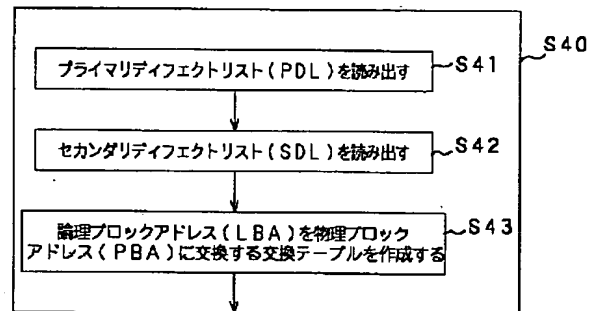 S40
プライマリディフェクトリスト(PDL)を読み出す
S41
セカンダリディフェクトリスト(SDL)を読み出す
S42
論理ブロックアドレス(LBA)を物理ブロック
アドレス(PBA)に交換する交換テーブルを作成する
S43